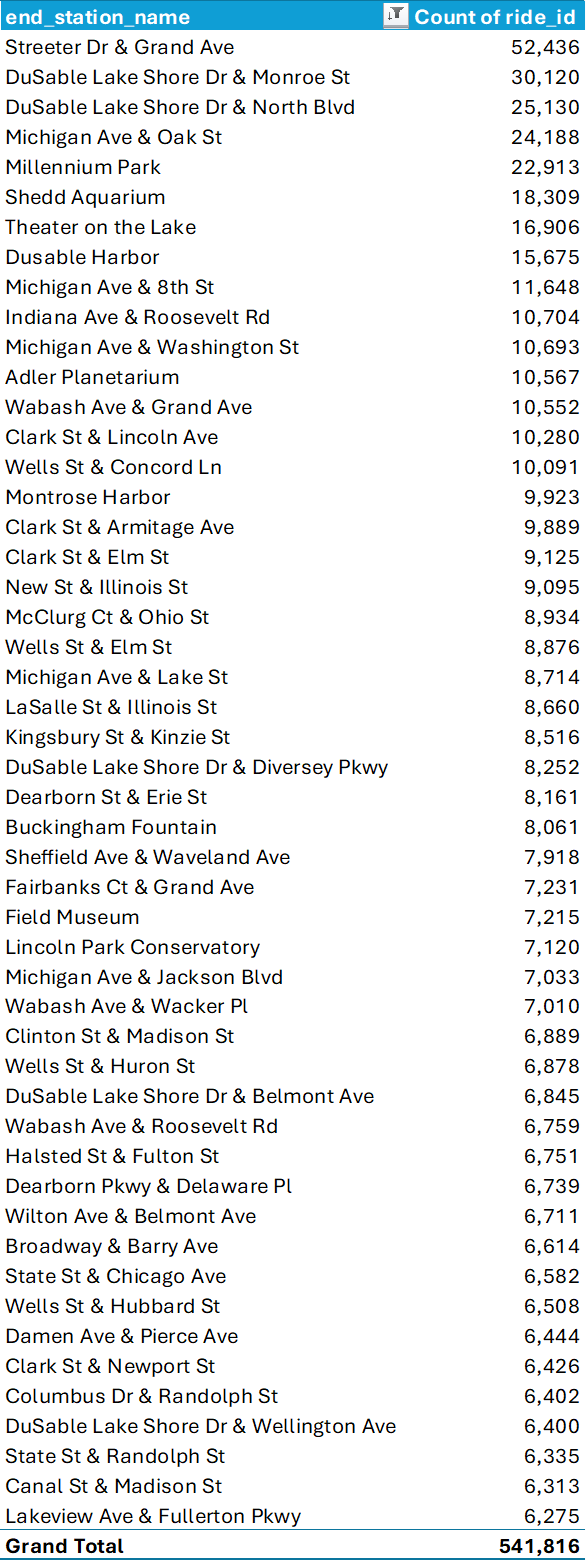 end_station_name Count of ride_id
Streeter Dr & Grand Ave 52,436
DuSable Lake Shore Dr & Monroe St 30,120
DuSable Lake Shore Dr & North Blvd 25,130
Michigan Ave & Oak St 24,188
Millennium Park 22,913
Shedd Aquarium 18,309
Theater on the Lake 16,906
Dusable Harbor 15,675
Michigan Ave & 8th St 11,648
Indiana Ave & Roosevelt Rd 10,704
Michigan Ave & Washington St 10,693
Adler Planetarium 10,567
Wabash Ave & Grand Ave 10,552
Clark St & Lincoln Ave 10,280
Wells St & Concord Ln 10,091
Montrose Harbor 9,923
Clark St & Armitage Ave 9,889
Clark St & Elm St 9,125
New St & Illinois St 9,095
McClurg Ct & Ohio St 8,934
Wells St & Elm St 8,876
Michigan Ave & Lake St 8,714
LaSalle St & Illinois St 8,660
Kingsbury St & Kinzie St 8,516
DuSable Lake Shore Dr & Diversey Pkwy 8,252
Dearborn St & Erie St 8,161
Buckingham Fountain 8,061
Sheffield Ave & Waveland Ave 7,918
Fairbanks Ct & Grand Ave 7,231
Field Museum 7,215
Lincoln Park Conservatory 7,120
Michigan Ave & Jackson Blvd 7,033
Wabash Ave & Wacker Pl 7,010
Clinton St & Madison St 6,889
Wells St & Huron St 6,878
DuSable Lake Shore Dr & Belmont Ave 6,845
Wabash Ave & Roosevelt Rd 6,759
Halsted St & Fulton St 6,751
Dearborn Pkwy & Delaware Pl 6,739
Wilton Ave & Belmont Ave 6,711
Broadway & Barry Ave 6,614
State St & Chicago Ave 6,582
Wells St & Hubbard St 6,508
Damen Ave & Pierce Ave 6,444
Clark St & Newport St 6,426
Columbus Dr & Randolph St 6,402
DuSable Lake Shore Dr & Wellington Ave 6,400
State St & Randolph St 6,335
Canal St & Madison St 6,313
Lakeview Ave & Fullerton Pkwy 6,275
Grand Total 541,816